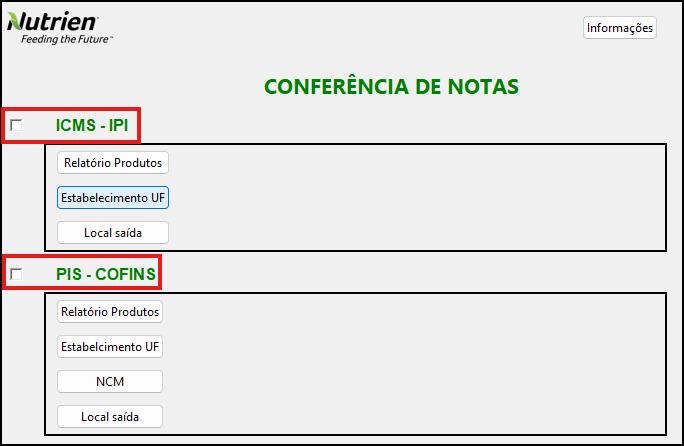 Nutrien™
Feeding the Future™
Informações
CONFERÊNCIA DE NOTAS
ICMS - IPI
Relatório Produtos
Estabelecimento UF
Local saída
PIS - COFINS
Relatório Produtos
Estabelcimento UF
NCM
Local saída